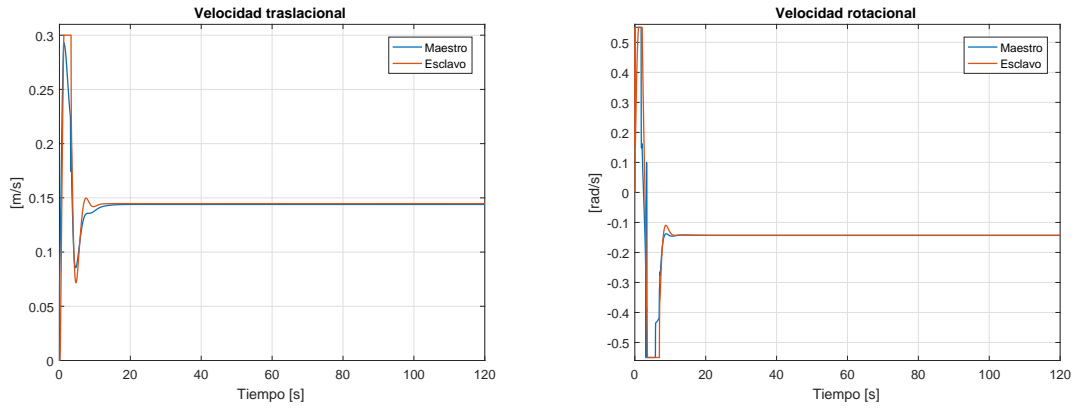 Velocidad traslacional
0.3
0.25
0.2
0.15
0.1
0.05
0
[m/s]
0 20 40 60 80 100 120
Tiempo [s]
Maestro
Esclavo
Velocidad rotacional
0.5
0.4
0.3
0.2
0.1
0
-0.1
-0.2
-0.3
-0.4
-0.5
[rad/s]
0 20 40 60 80 100 120
Tiempo [s]
Maestro
Esclavo